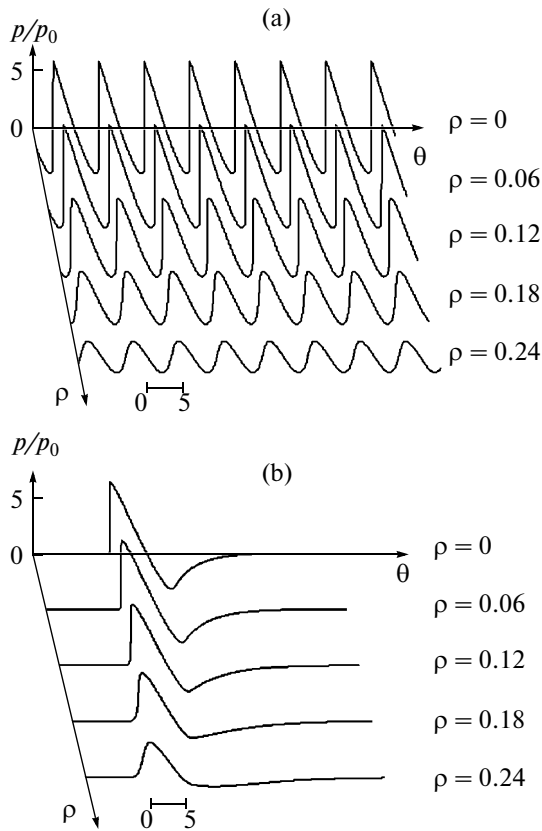 (a)
p/p₀
5
0
θ
ρ = 0
ρ = 0.06
ρ = 0.12
ρ = 0.18
ρ = 0.24
ρ
0 5
(b)
p/p₀
5
0
θ
ρ = 0
ρ = 0.06
ρ = 0.12
ρ = 0.18
ρ = 0.24
ρ
0 5